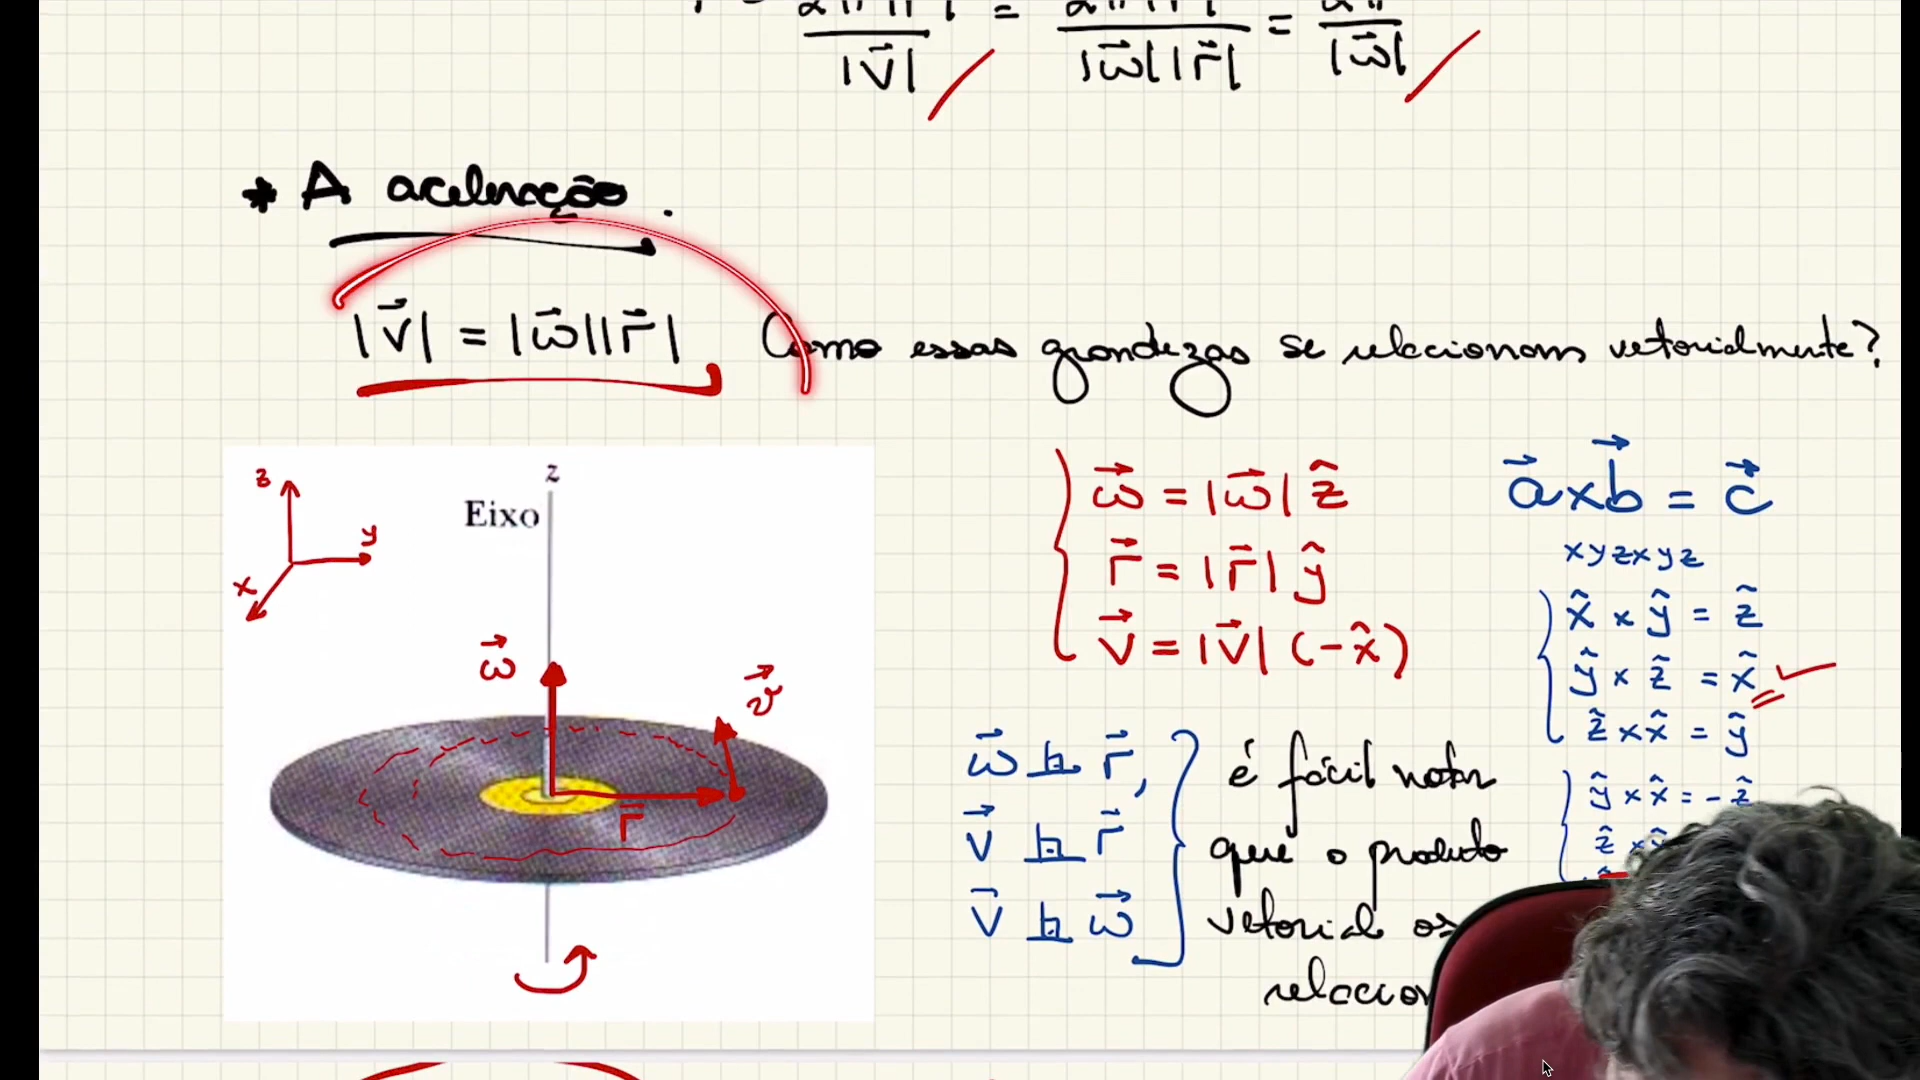 |v⃗| = |ω⃗||r⃗| = |ω⃗|
* A aceleração.
|v⃗| = |ω⃗||r⃗| Como essas grandezas se relacionam vetorialmente?
z
y
x
z
Eixo
ω⃗
v⃗
r⃗
ω⃗ = |ω⃗| ẑ
r⃗ = |r⃗| ŷ
v⃗ = |v⃗| (-x̂)
a⃗ x b⃗ = c⃗
xyzxyz
x̂ x ŷ = ẑ
ŷ x ẑ = x̂
ẑ x x̂ = ŷ
ŷ x x̂ = - ẑ
ẑ x
ω⃗ ⊥ r⃗,
v⃗ ⊥ r⃗
v⃗ ⊥ ω⃗
é fácil notar
que o produto
vetorial os